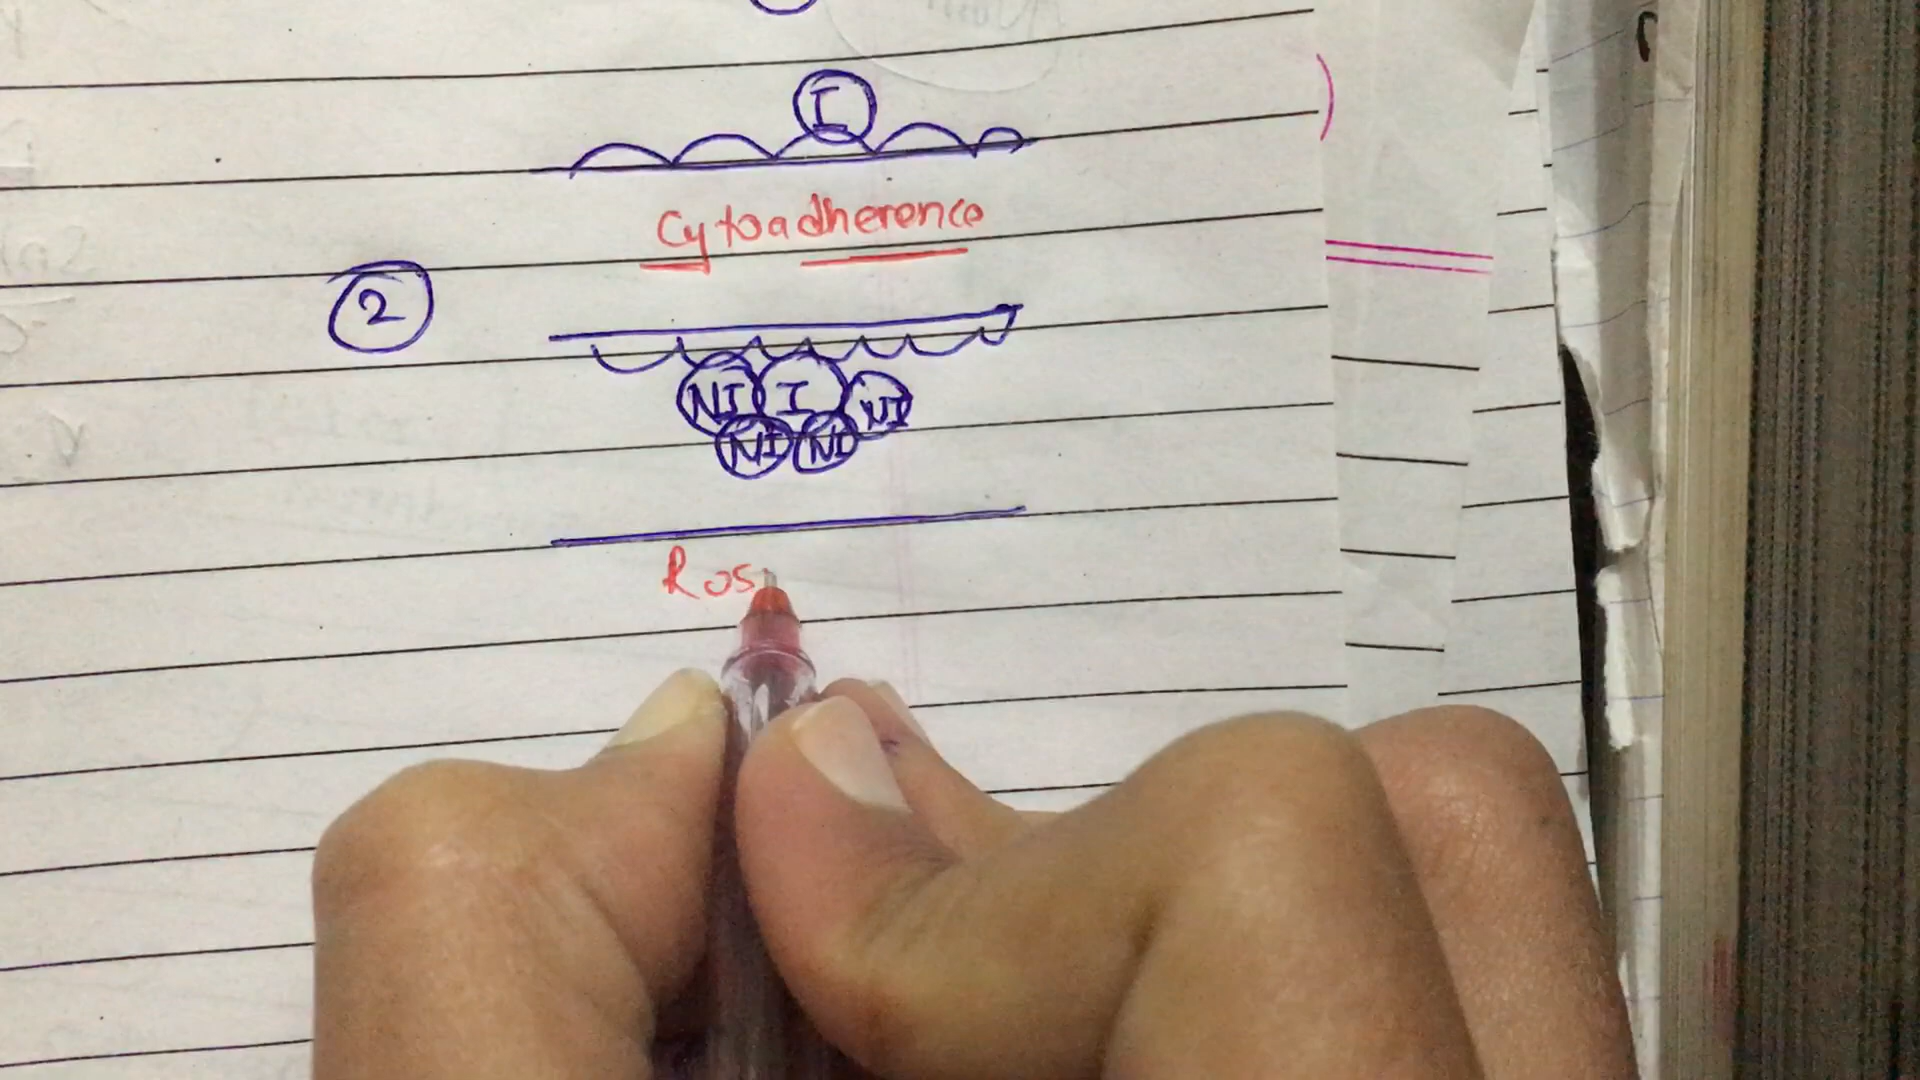 I
Cytoadherence
2
NI I NI
NI NI
Ros